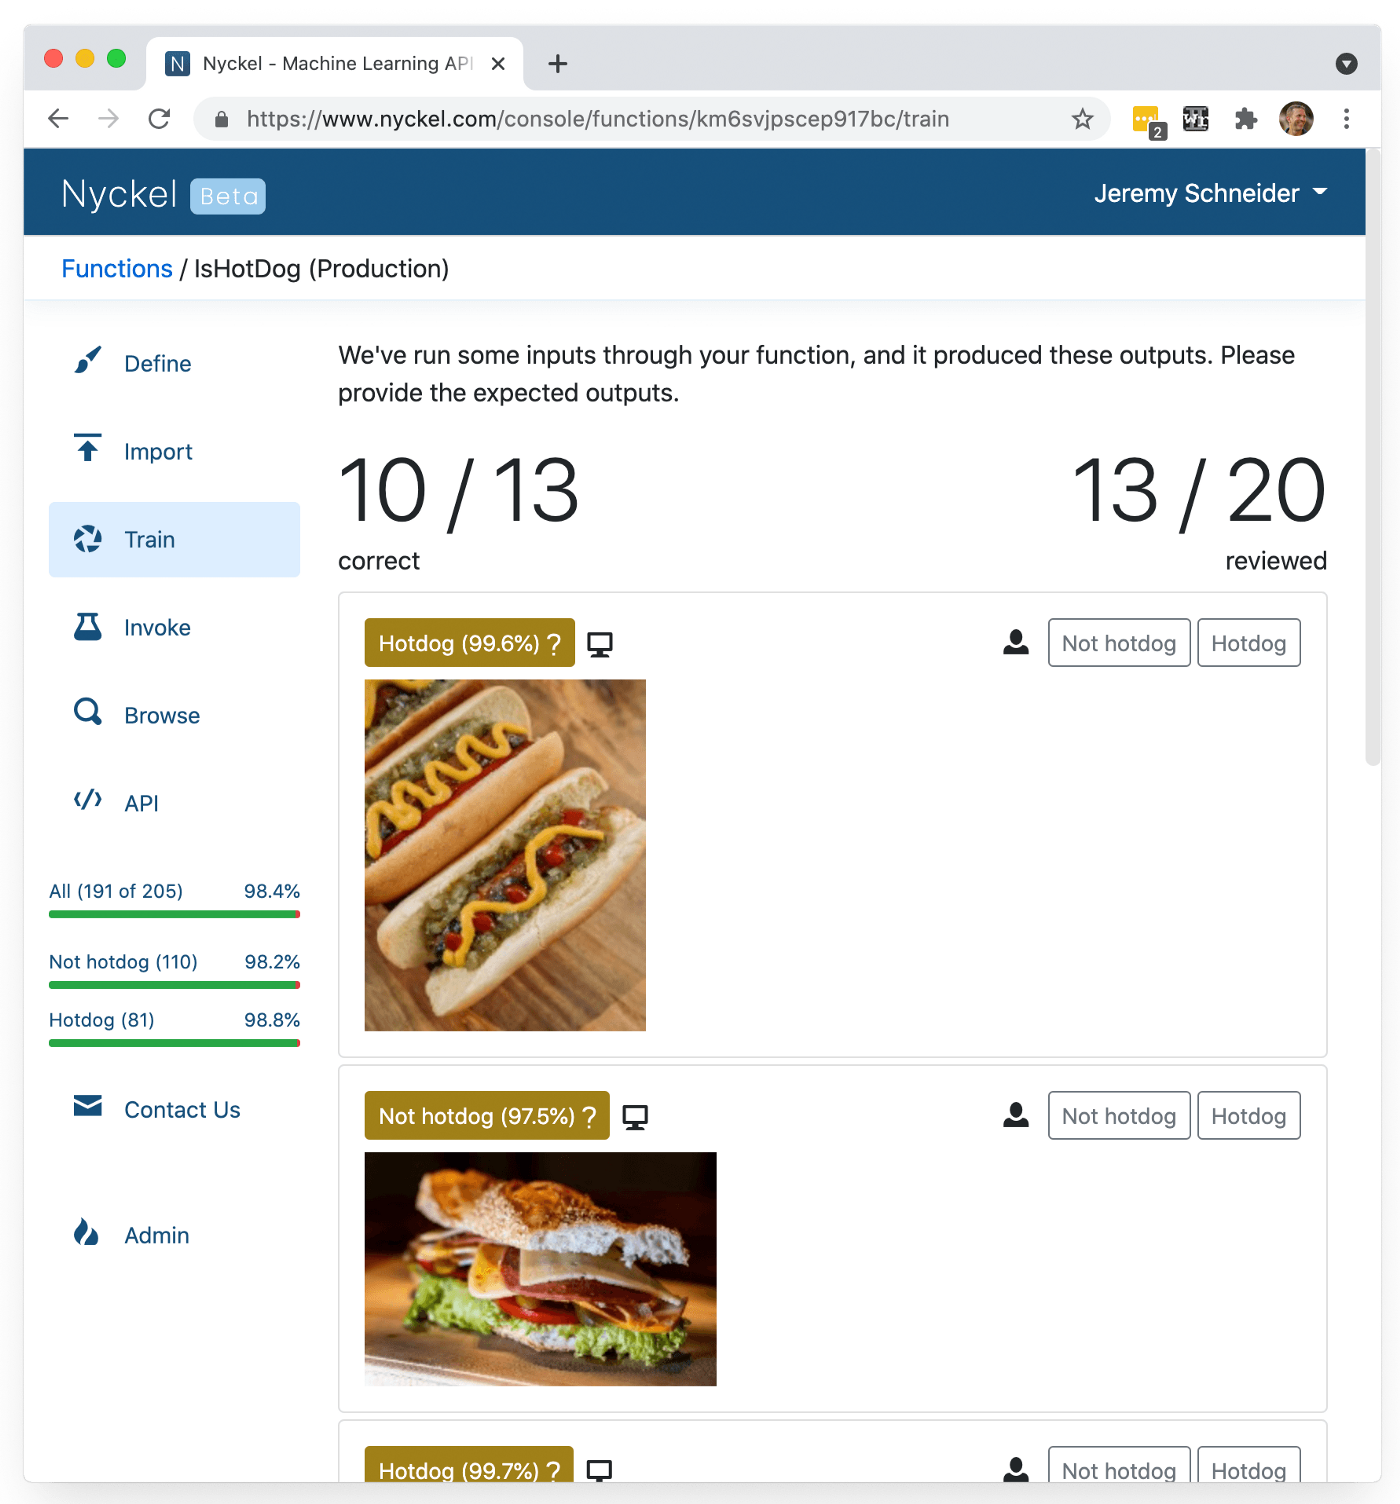 N Nyckel - Machine Learning API
https://www.nyckel.com/console/functions/km6svjpscep917bc/train
2
Nyckel Beta
Jeremy Schneider
Functions / IsHotDog (Production)
Define
Import
Train
Invoke
Browse
</> API
All (191 of 205) 98.4%
Not hotdog (110) 98.2%
Hotdog (81) 98.8%
Contact Us
Admin
We've run some inputs through your function, and it produced these outputs. Please
provide the expected outputs.
10 / 13
correct
13 / 20
reviewed
Hotdog (99.6%) ?
Not hotdog Hotdog
Not hotdog (97.5%) ?
Not hotdog Hotdog
Hotdog (99.7%) ?
Not hotdog Hotdog